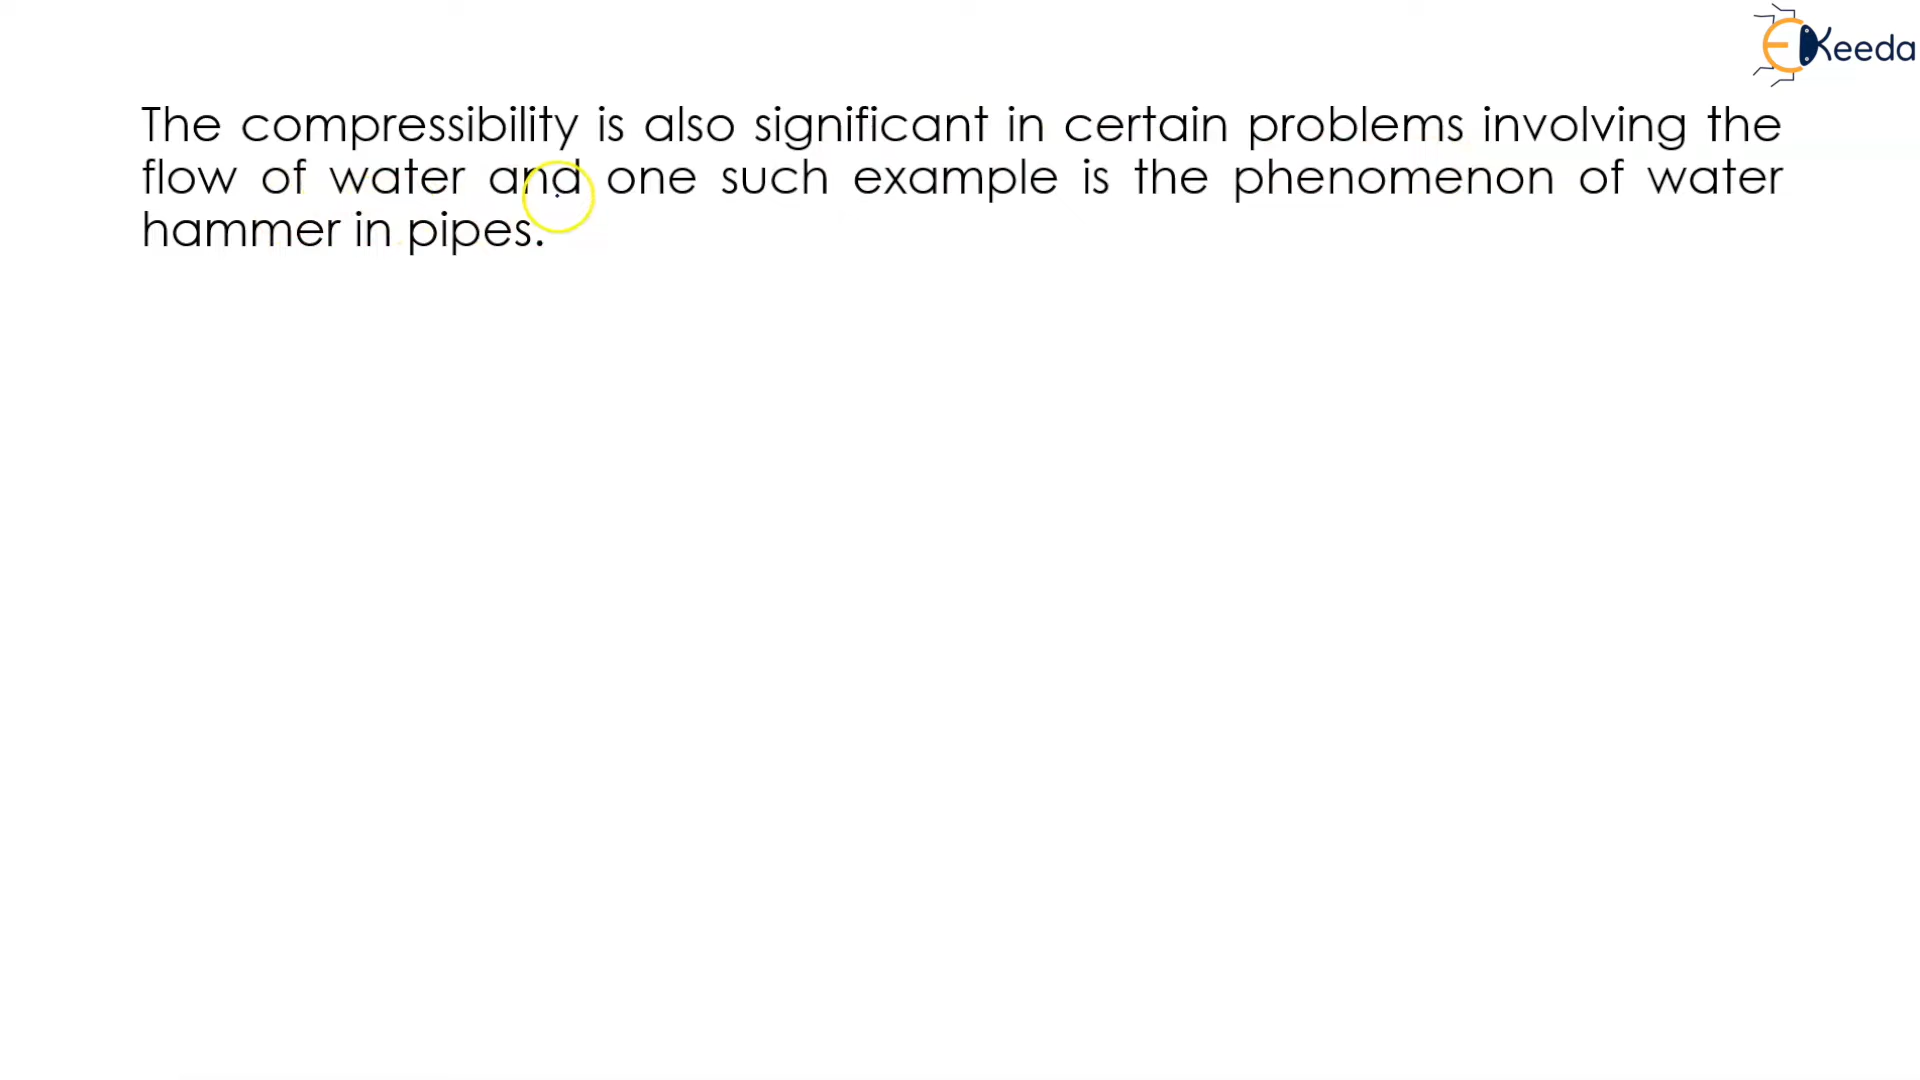 EKeeda
The compressibility is also significant in certain problems involving the
flow of water and one such example is the phenomenon of water
hammer in pipes.